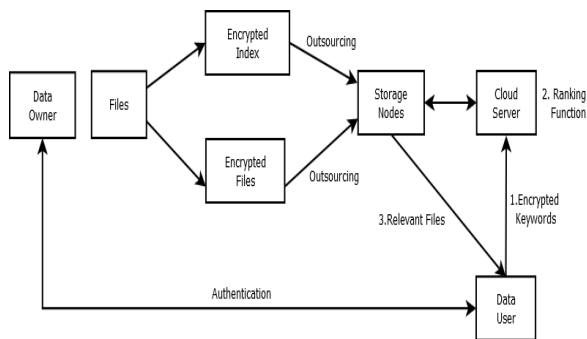 Encrypted
Index
Outsourcing
Data
Owner
Files
Storage
Nodes
Cloud
Server
2. Ranking
Function
Encrypted
Files
Outsourcing
1.Encrypted
Keywords
3.Relevant Files
Authentication
Data
User